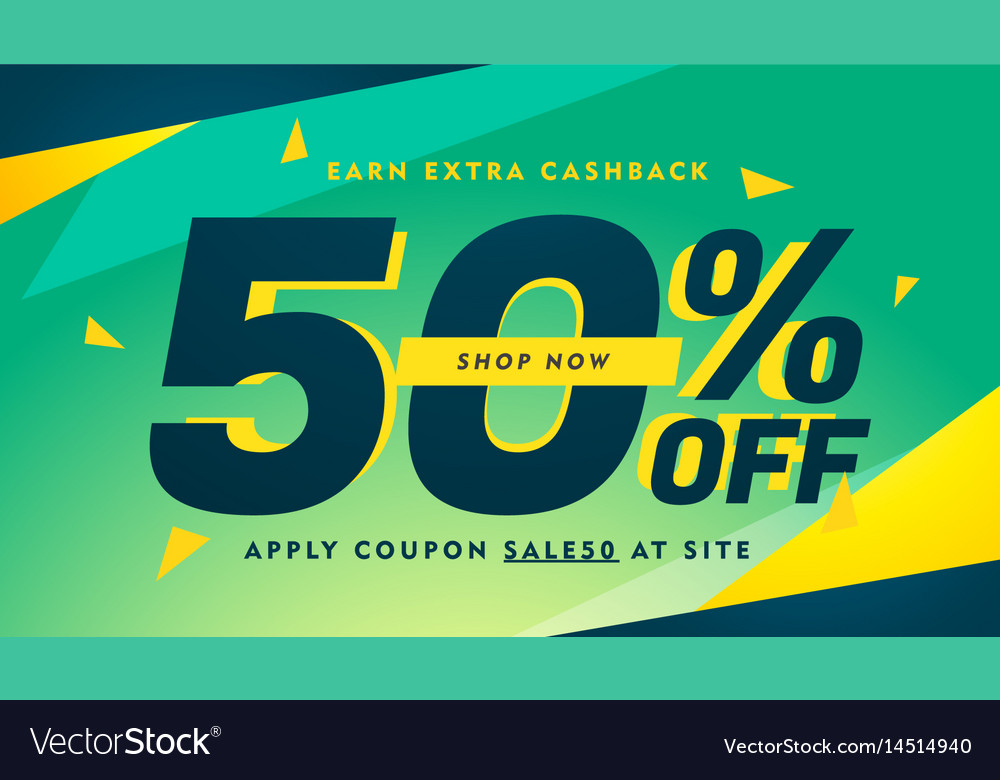 EARN EXTRA CASHBACK
50% OFF
SHOP NOW
APPLY COUPON SALE50 AT SITE
VectorStock®
VectorStock.com/14514940